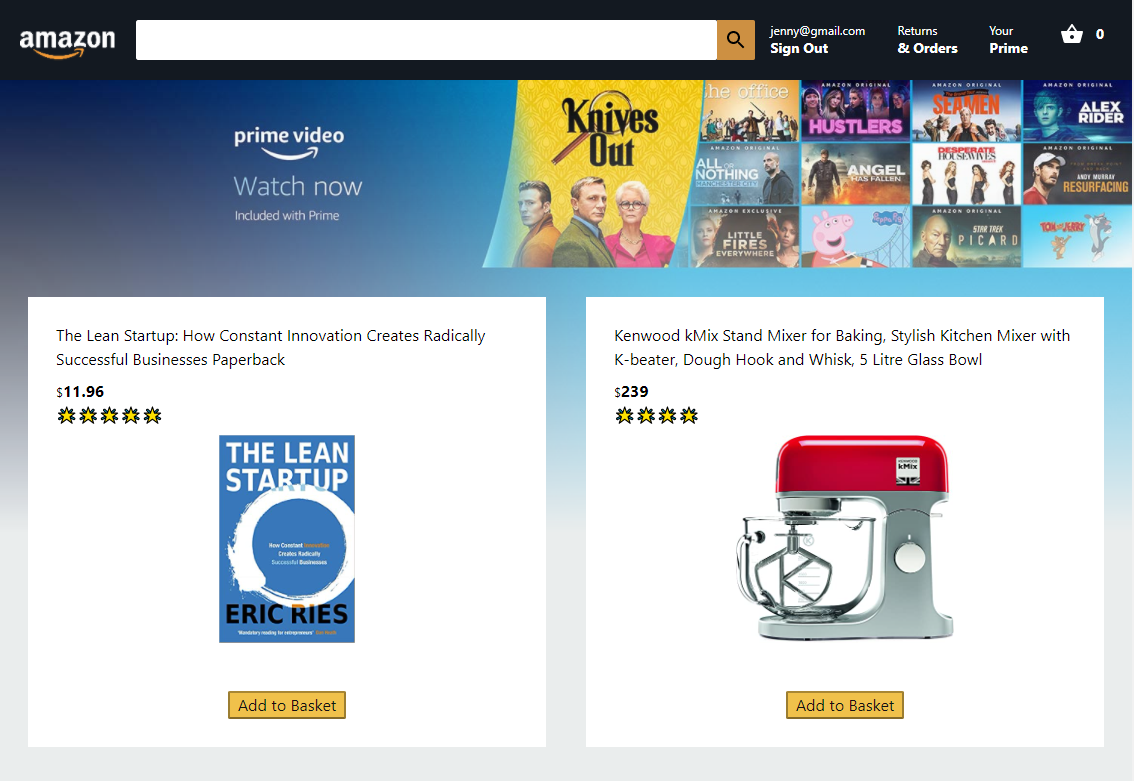 amazon
jenny@gmail.com
Sign Out
Returns
& Orders
Your
Prime
0
prime video
Watch now
Included with Prime
Knives
Out
he office
AMAZON ORIGINAL
HUSTLERS
AMAZON ORIGINAL
SEAMEN
AMAZON ORIGINAL
ALEX
RIDER
AMAZON ORIGINAL
ALL OR
NOTHING
MANCHESTER CITY
ANGEL
HAS FALLEN
DESPERATE
HOUSEWIVES
AMAZON ORIGINAL
ANDY MURRAY
RESURFACING
AMAZON EXCLUSIVE
LITTLE
FIRES
EVERYWHERE
Peppa Pig
AMAZON ORIGINAL
STAR TREK
PICARD
TOM and JERRY
The Lean Startup: How Constant Innovation Creates Radically
Successful Businesses Paperback
$11.96
THE LEAN
STARTUP
How Constant Innovation
Creates Radically
Successful Businesses
ERIC RIES
'Mandatory reading for entrepreneurs'
Add to Basket
Kenwood kMix Stand Mixer for Baking, Stylish Kitchen Mixer with
K-beater, Dough Hook and Whisk, 5 Litre Glass Bowl
$239
KENWOOD
kMix
Add to Basket